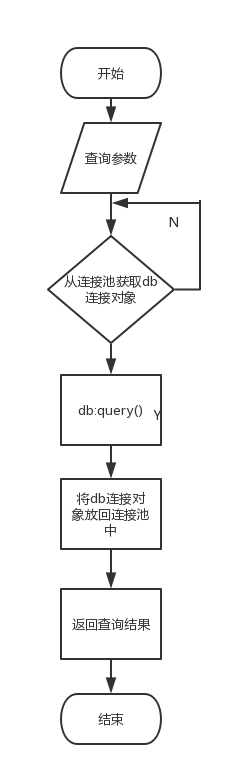 开始
查询参数
N
从连接池获取db
连接对象
db:query()
Y
将db连接对
象放回连接池
中
返回查询结果
结束